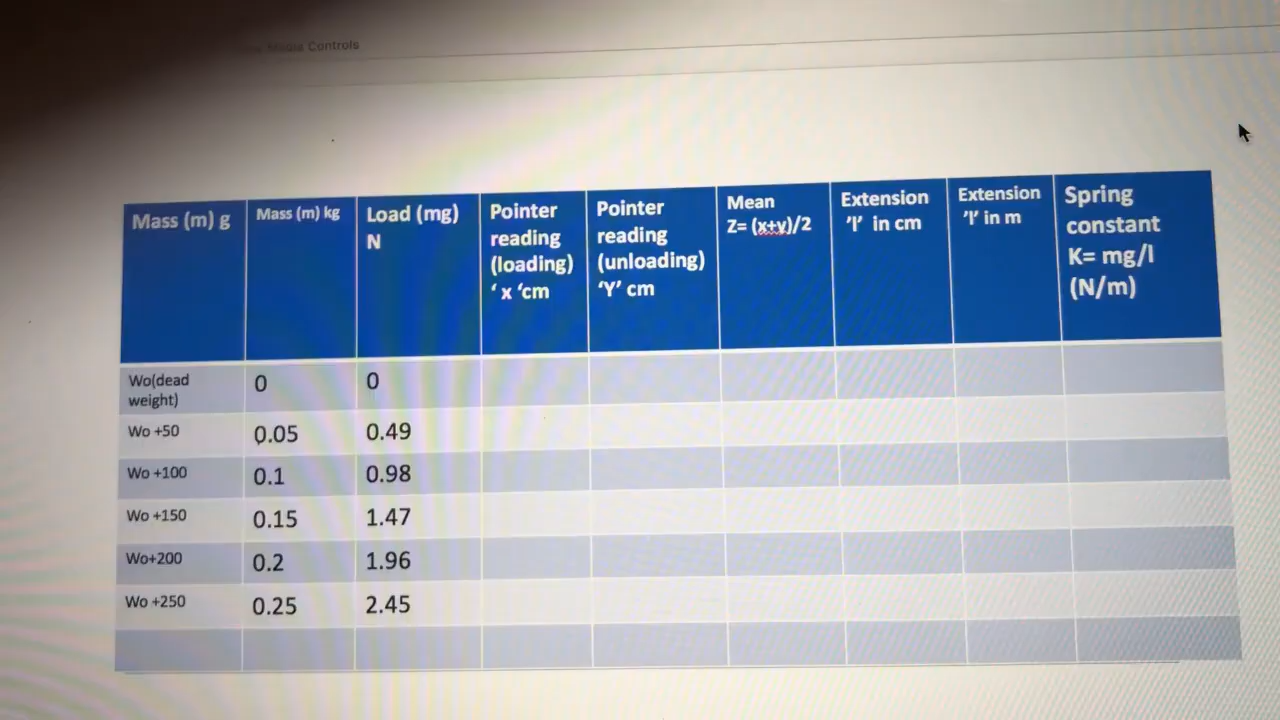 Media Controls
Mass (m) g
Mass (m) kg
Load (mg)
N
Pointer
reading
(loading)
‘ x ‘cm
Pointer
reading
(unloading)
‘Y’ cm
Mean
Z= (x+y)/2
Extension
’l’ in cm
Extension
’l’ in m
Spring
constant
K= mg/l
(N/m)
Wo(dead
weight)
0
0
Wo +50
0.05
0.49
Wo +100
0.1
0.98
Wo +150
0.15
1.47
Wo+200
0.2
1.96
Wo +250
0.25
2.45